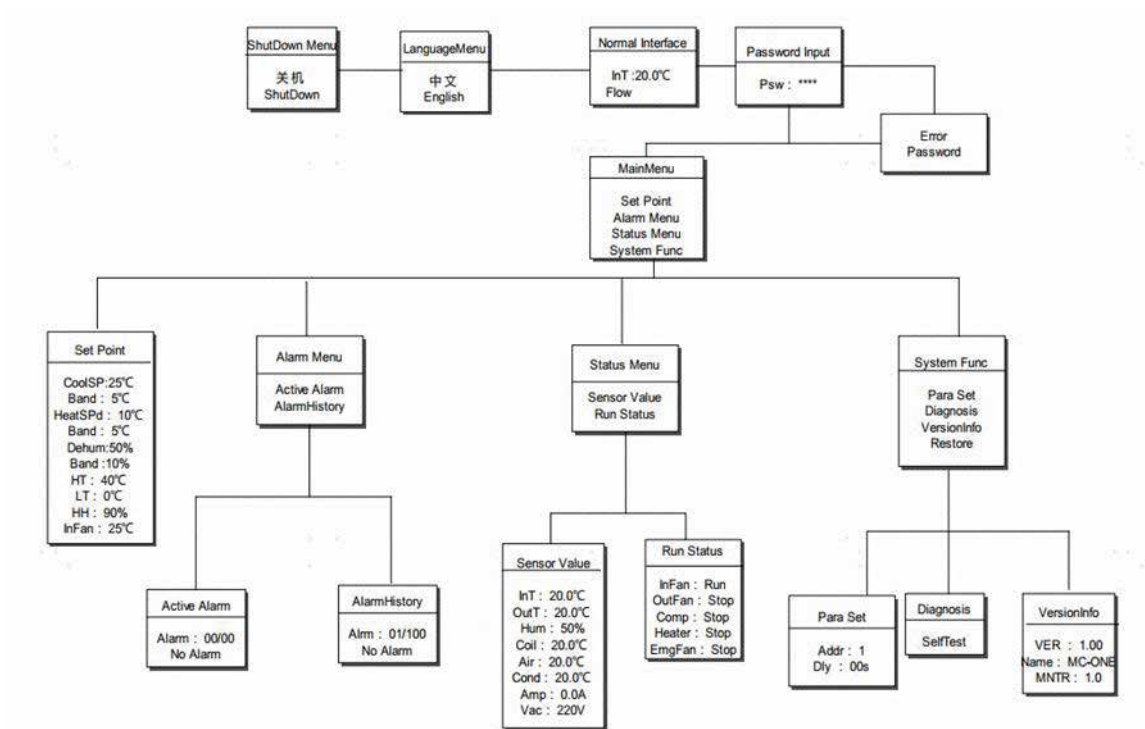 ShutDown Menu
关机
ShutDown
LanguageMenu
中文
English
Normal Interface
InT :20.0℃
Flow
Password Input
Psw : ****
Error
Password
MainMenu
Set Point
Alarm Menu
Status Menu
System Func
Set Point
CoolSP:25℃
Band : 5℃
HeatSPd : 10℃
Band : 5℃
Dehum:50%
Band :10%
HT : 40℃
LT : 0℃
HH : 90%
InFan : 25℃
Alarm Menu
Active Alarm
AlarmHistory
Status Menu
Sensor Value
Run Status
System Func
Para Set
Diagnosis
VersionInfo
Restore
Active Alarm
Alarm : 00/00
No Alarm
AlarmHistory
Alrm : 01/100
No Alarm
Sensor Value
InT : 20.0℃
OutT : 20.0℃
Hum : 50%
Coil : 20.0℃
Air : 20.0℃
Cond : 20.0℃
Amp : 0.0A
Vac : 220V
Run Status
InFan : Run
OutFan : Stop
Comp : Stop
Heater : Stop
EmgFan : Stop
Para Set
Addr : 1
Dly : 00s
Diagnosis
SelfTest
VersionInfo
VER : 1.00
Name : MC-ONE
MNTR : 1.0